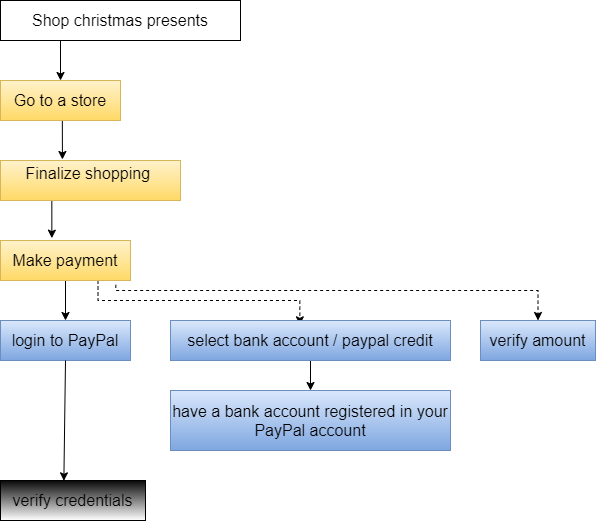 Shop christmas presents
Go to a store
Finalize shopping
Make payment
login to PayPal
select bank account / paypal credit
verify amount
have a bank account registered in your
PayPal account
verify credentials